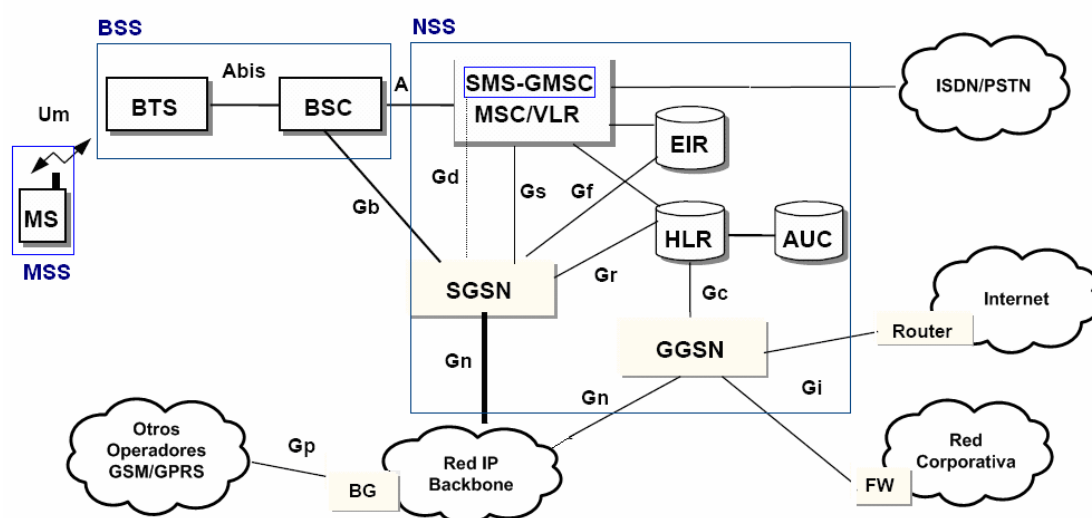 BSS
NSS
Abis
A
SMS-GMSC
MSC/VLR
ISDN/PSTN
BTS
BSC
Um
EIR
Gd
Gs
Gf
Gb
MS
HLR
AUC
MSS
Gr
SGSN
Gc
Internet
Router
GGSN
Gn
Gn
Gi
Otros
Operadores
GSM/GPRS
Gp
Red IP
Backbone
BG
Red
Corporativa
FW